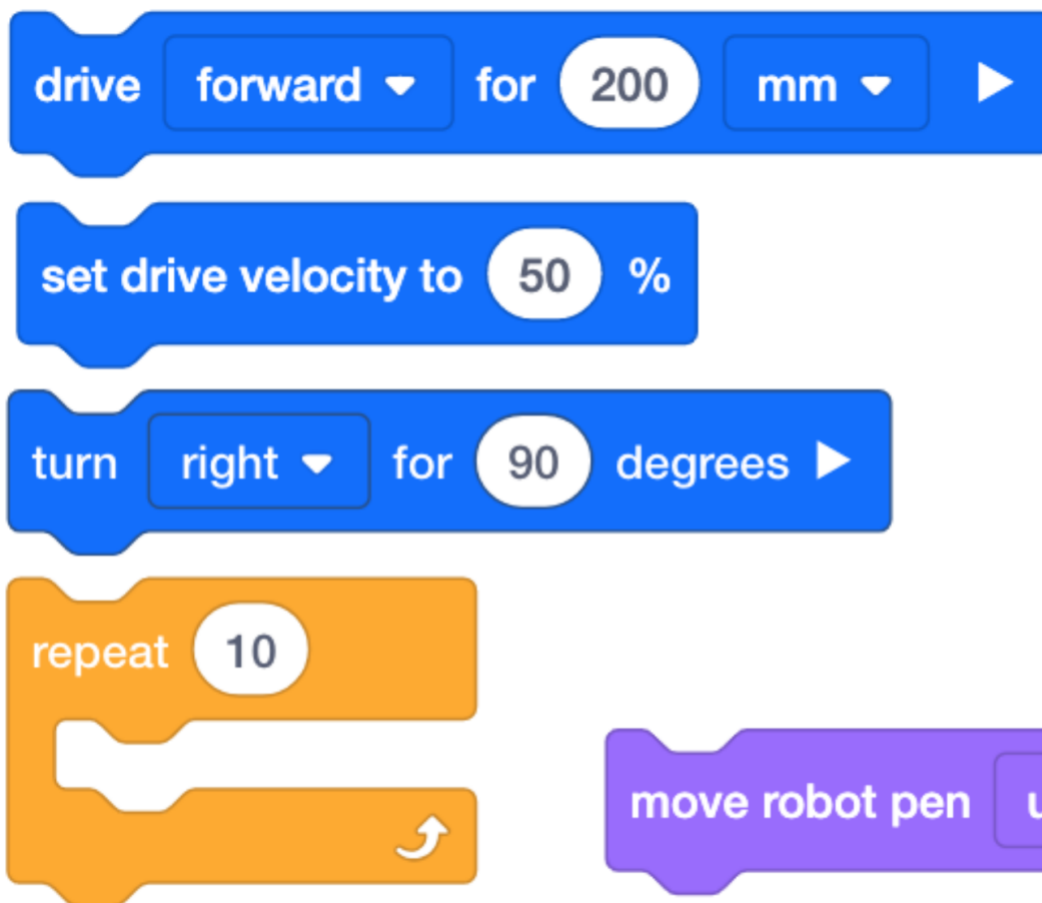 drive forward for 200 mm
set drive velocity to 50 %
turn right for 90 degrees
repeat 10
move robot pen